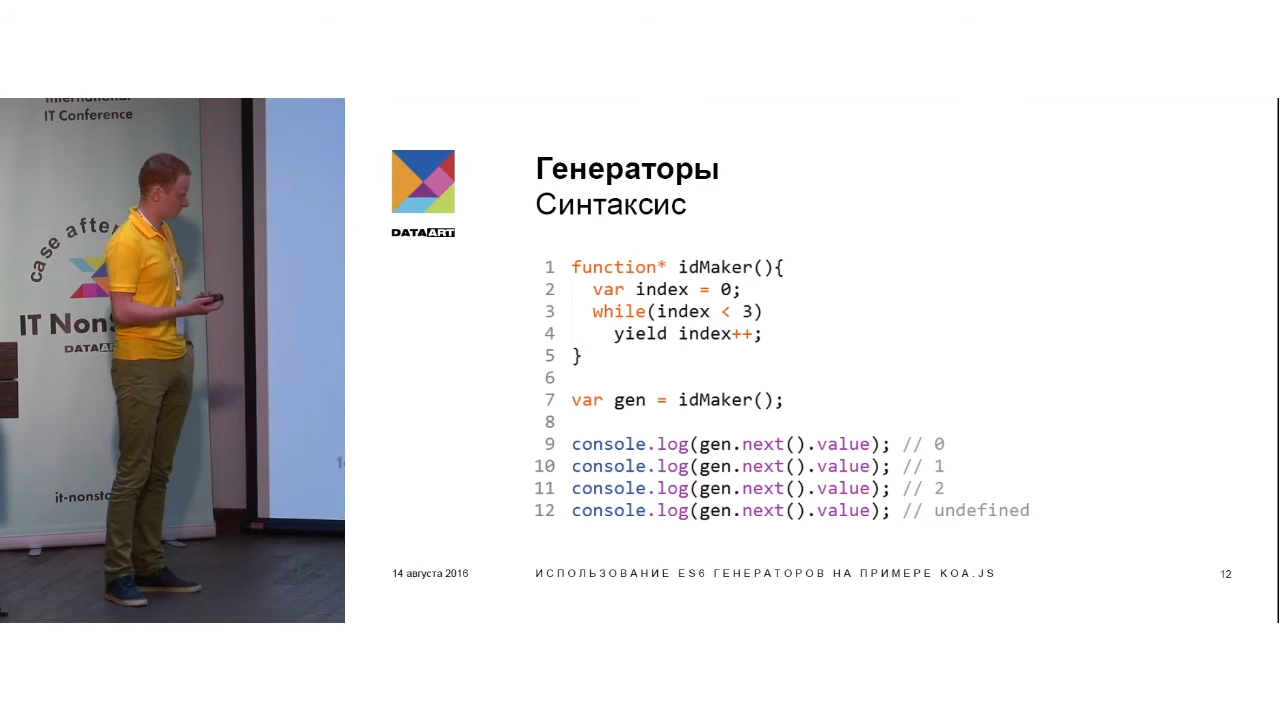 IT Conference
case after
IT Non
DATAA
it-nonst
DATAART
Генераторы
Синтаксис
1 function* idMaker(){
2 var index = 0;
3 while(index < 3)
4 yield index++;
5 }
6
7 var gen = idMaker();
8
9 console.log(gen.next().value); // 0
10 console.log(gen.next().value); // 1
11 console.log(gen.next().value); // 2
12 console.log(gen.next().value); // undefined
14 августа 2016
ИСПОЛЬЗОВАНИЕ ES6 ГЕНЕРАТОРОВ НА ПРИМЕРЕ KOA.JS
12